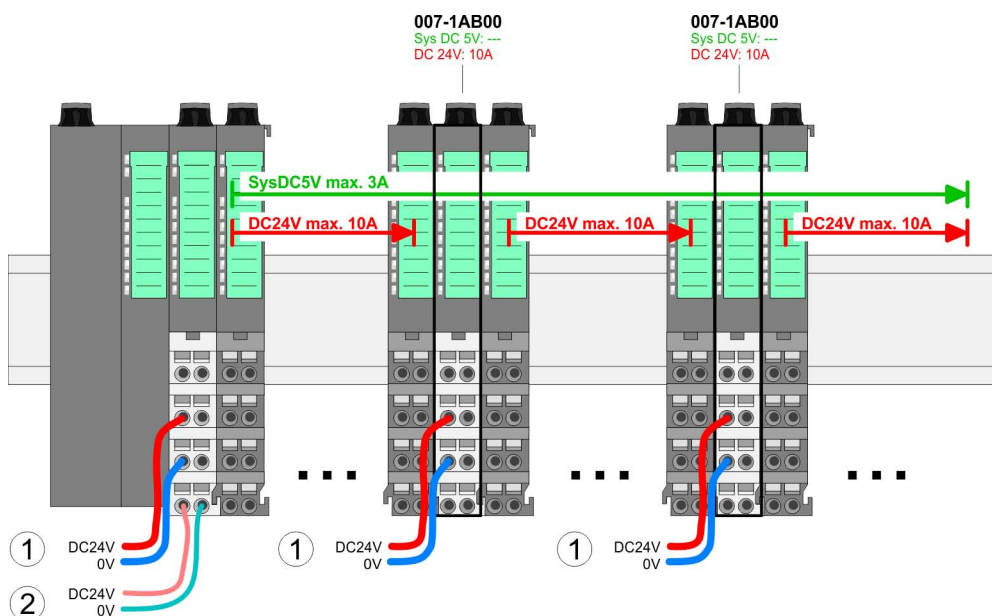 007-1AB00
Sys DC 5V: ---
DC 24V: 10A
007-1AB00
Sys DC 5V: ---
DC 24V: 10A
SysDC5V max. 3A
DC24V max. 10A
DC24V max. 10A
DC24V max. 10A
1
DC24V
0V
1
DC24V
0V
1
DC24V
0V
2
DC24V
0V